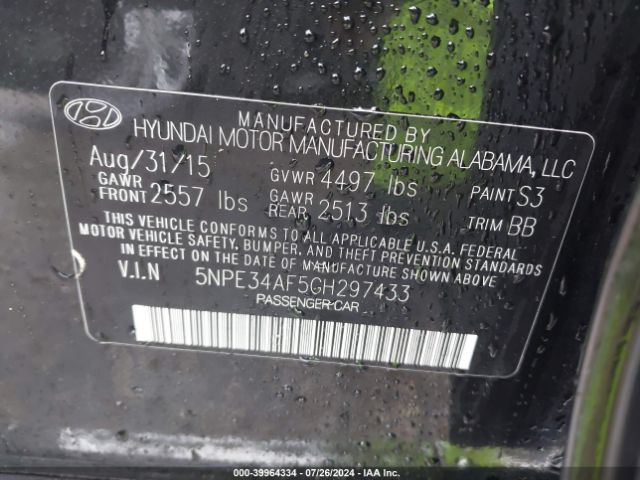 MANUFACTURED BY
HYUNDAI MOTOR MANUFACTURING ALABAMA, LLC
Aug/31/15 GVWR 4497 lbs PAINT S3
GAWR FRONT 2557 lbs GAWR REAR 2513 lbs TRIM BB
THIS VEHICLE CONFORMS TO ALL APPLICABLE U.S.A. FEDERAL
MOTOR VEHICLE SAFETY, BUMPER, AND THEFT PREVENTION STANDARDS
IN EFFECT ON THE DATE OF MANUFACTURE SHOWN ABOVE.
V.I.N 5NPE34AF5GH297433
PASSENGER CAR
000-39964334 - 07/26/2024 - IAA Inc.